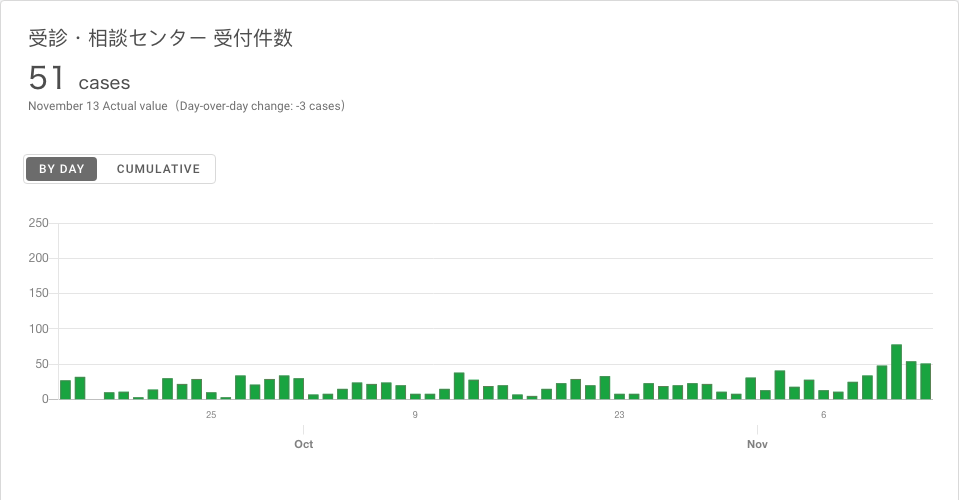 受診・相談センター 受付件数
51 cases
November 13 Actual value（Day-over-day change: -3 cases）
BY DAY CUMULATIVE
250
200
150
100
50
0
25 9 23 6
Oct Nov